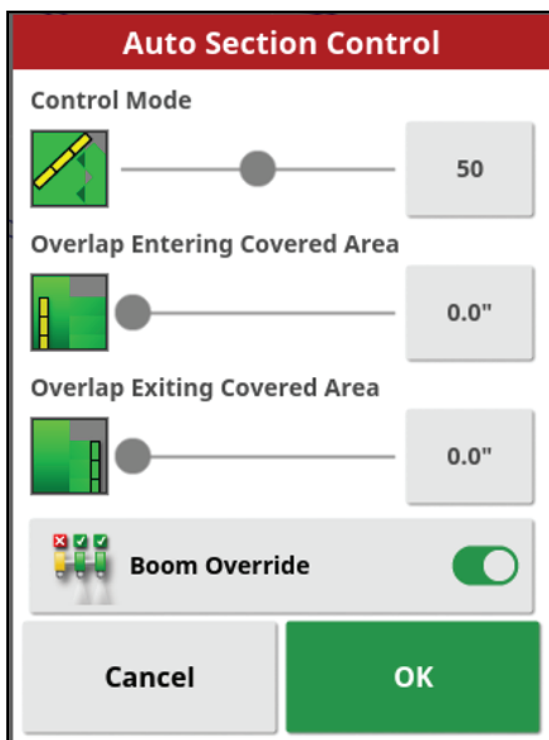 Auto Section Control
Control Mode
50
Overlap Entering Covered Area
0.0"
Overlap Exiting Covered Area
0.0"
Boom Override
Cancel
OK